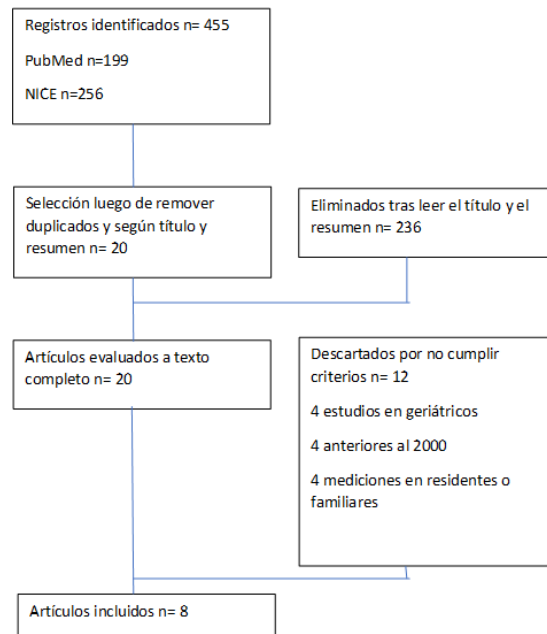 Registros identificados n= 455
PubMed n=199
NICE n=256
Selección luego de remover
duplicados y según título y
resumen n= 20
Eliminados tras leer el título y el
resumen n= 236
Artículos evaluados a texto
completo n= 20
Descartados por no cumplir
criterios n= 12
4 estudios en geriátricos
4 anteriores al 2000
4 mediciones en residentes o
familiares
Artículos incluidos n= 8